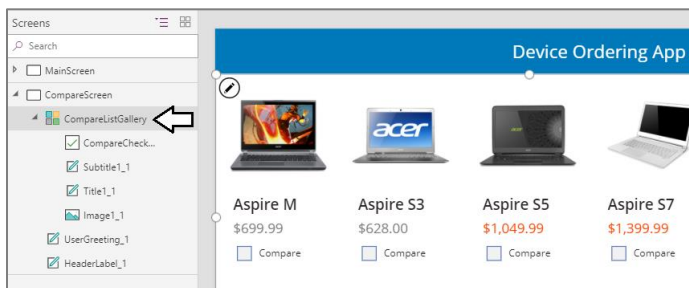 Screens
Search
MainScreen
CompareScreen
CompareListGallery
CompareCheck...
Subtitle1_1
Title1_1
Image1_1
UserGreeting_1
HeaderLabel_1
Device Ordering App
acer
Aspire M Aspire S3 Aspire S5 Aspire S7
$699.99 $628.00 $1,049.99 $1,399.99
Compare Compare Compare Compare